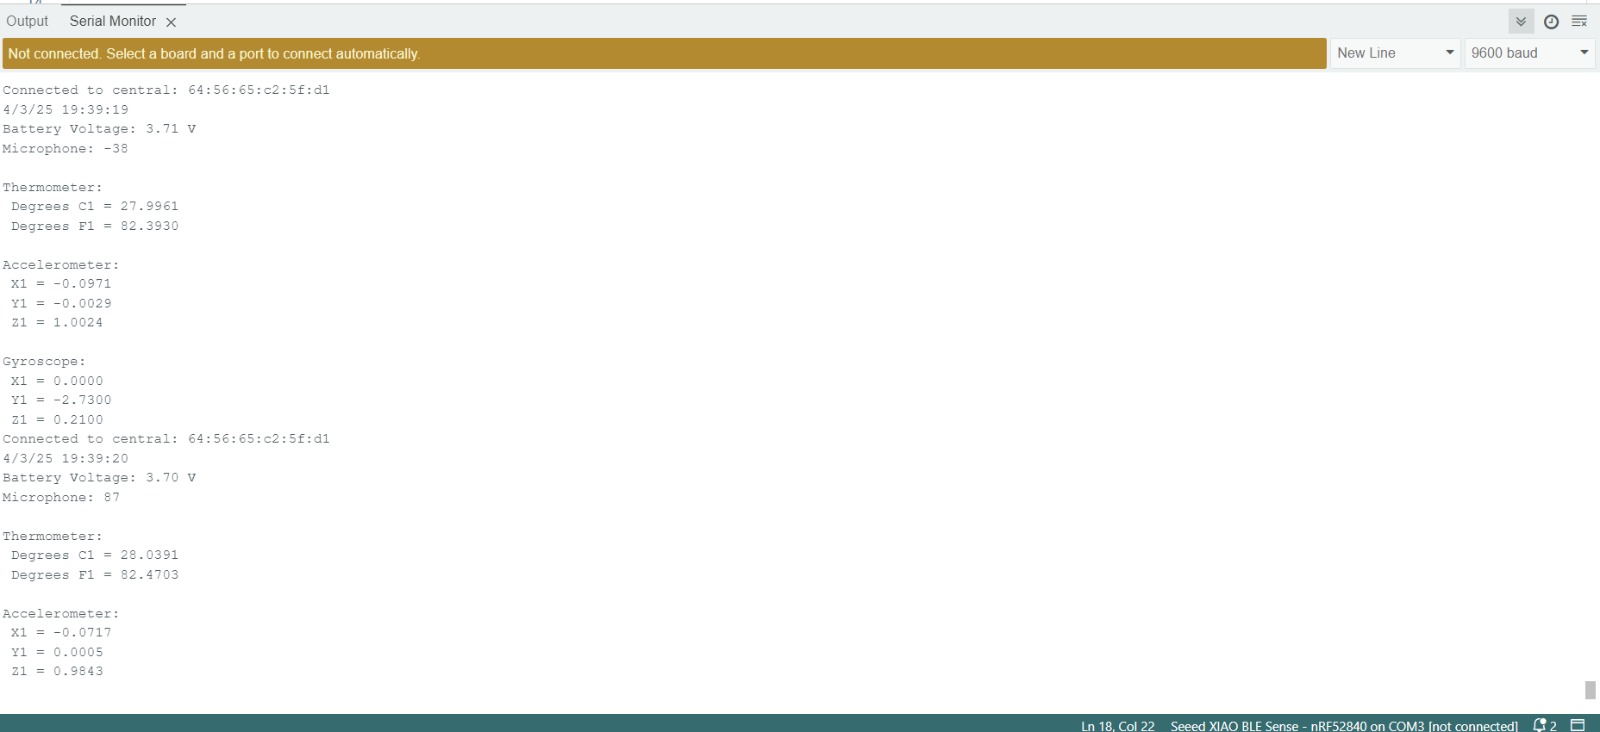 Output Serial Monitor
Not connected. Select a board and a port to connect automatically. New Line 9600 baud
Connected to central: 64:56:65:c2:5f:d1
4/3/25 19:39:19
Battery Voltage: 3.71 V
Microphone: -38
Thermometer:
Degrees C1 = 27.9961
Degrees F1 = 82.3930
Accelerometer:
X1 = -0.0971
Y1 = -0.0029
Z1 = 1.0024
Gyroscope:
X1 = 0.0000
Y1 = -2.7300
Z1 = 0.2100
Connected to central: 64:56:65:c2:5f:d1
4/3/25 19:39:20
Battery Voltage: 3.70 V
Microphone: 87
Thermometer:
Degrees C1 = 28.0391
Degrees F1 = 82.4703
Accelerometer:
X1 = -0.0717
Y1 = 0.0005
Z1 = 0.9843
Ln 18, Col 22 Seeed XIAO BLE Sense - nRF52840 on COM3 [not connected] 2